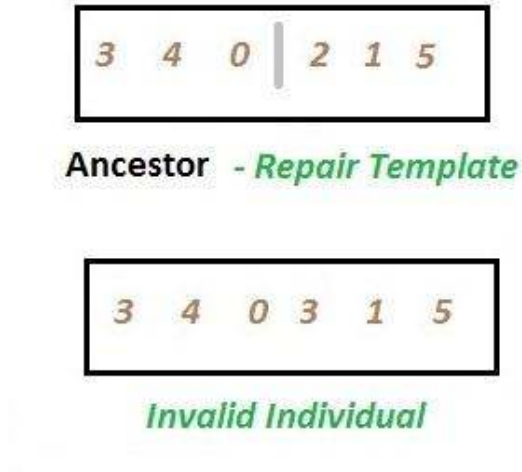 3 4 0 2 1 5
Ancestor - Repair Template
3 4 0 3 1 5
Invalid Individual